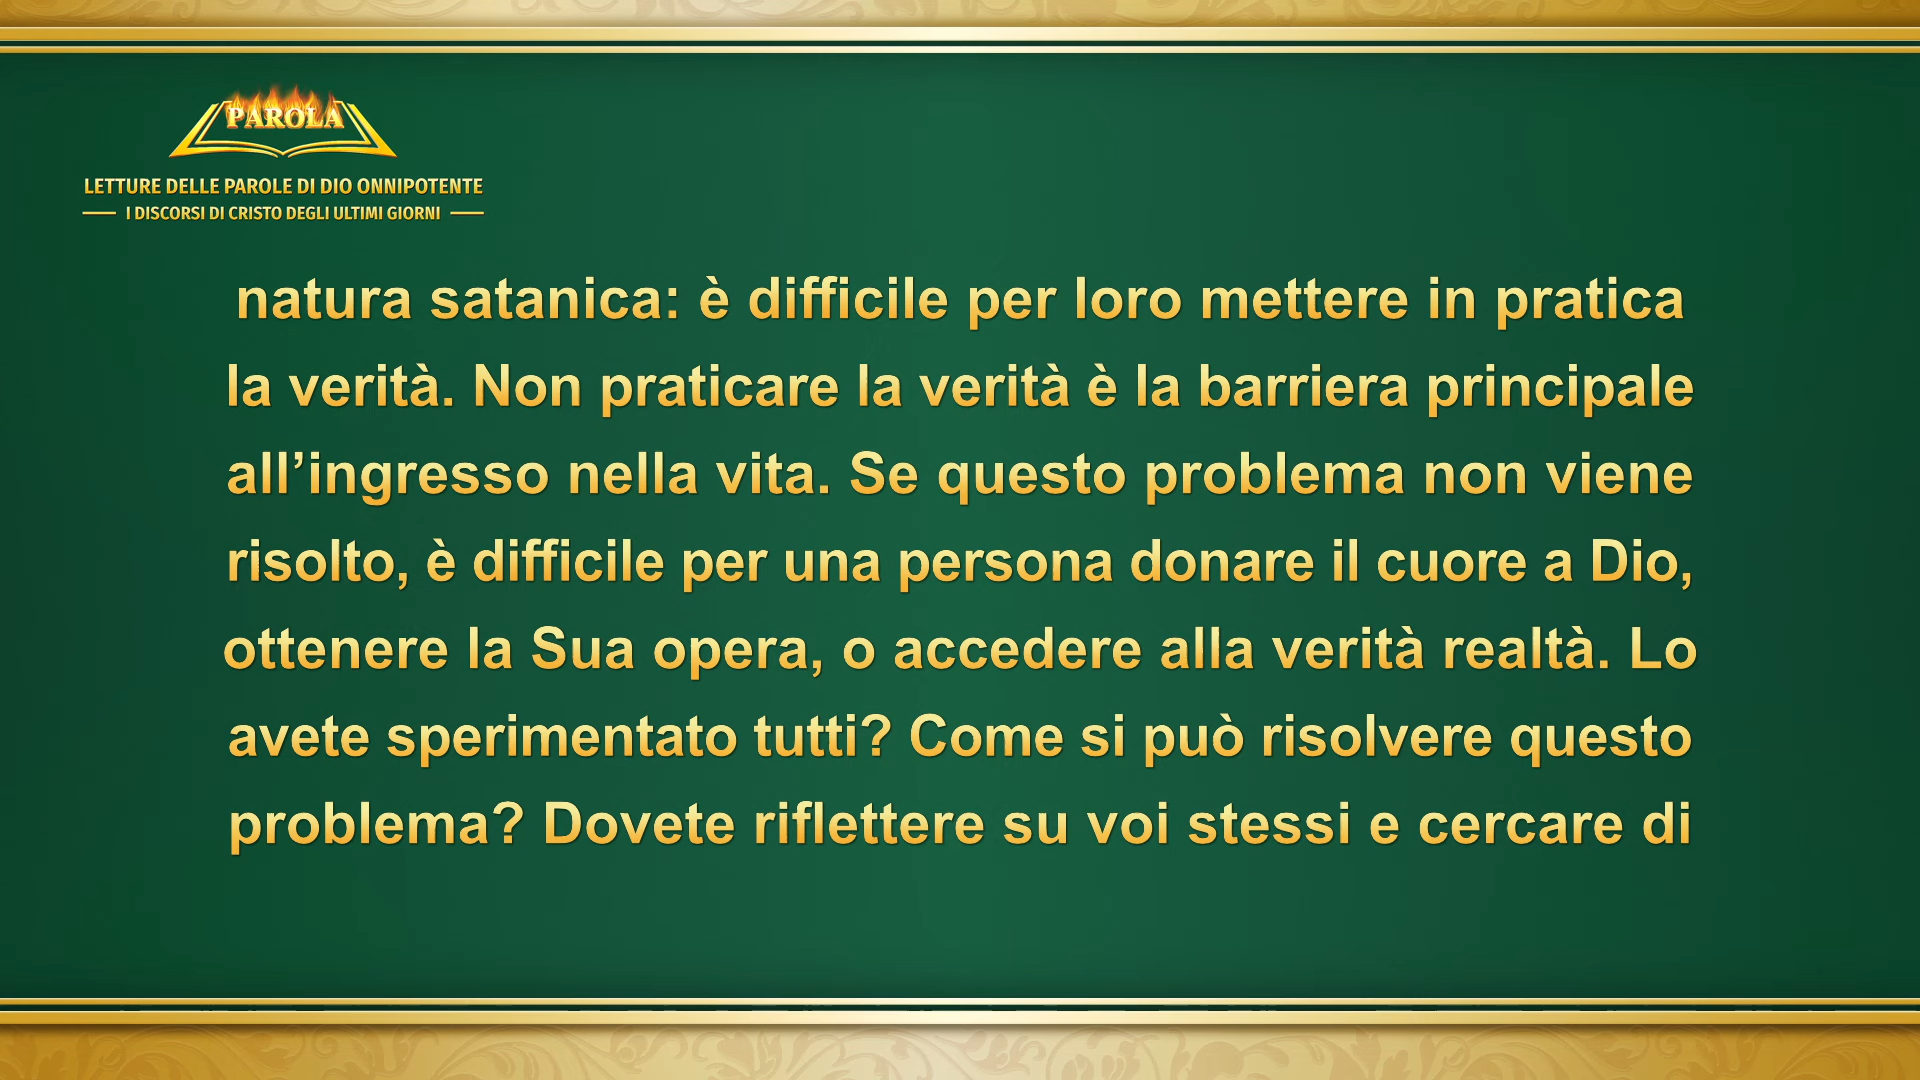 PAROLA
LETTURE DELLE PAROLE DI DIO ONNIPOTENTE
I DISCORSI DI CRISTO DEGLI ULTIMI GIORNI
natura satanica: è difficile per loro mettere in pratica
la verità. Non praticare la verità è la barriera principale
all’ingresso nella vita. Se questo problema non viene
risolto, è difficile per una persona donare il cuore a Dio,
ottenere la Sua opera, o accedere alla verità realtà. Lo
avete sperimentato tutti? Come si può risolvere questo
problema? Dovete riflettere su voi stessi e cercare di